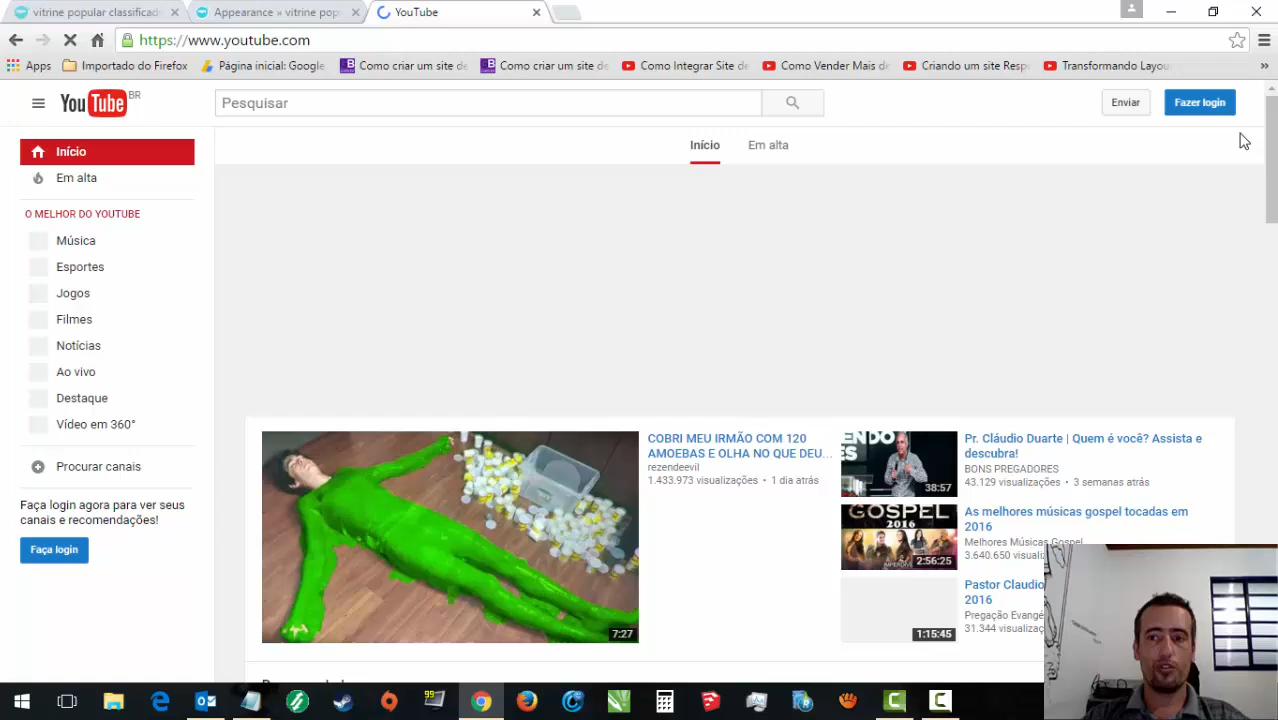 vitrine popular classificad
Appearance » vitrine pop
YouTube
https://www.youtube.com
Apps
Importado do Firefox
Página inicial: Google
Como criar um site de
Como criar um site de
Como Integrar Site de
Como Vender Mais de
Criando um site Resp
Transformando Layou
»
YouTube BR
Pesquisar
Enviar
Fazer login
Início
Em alta
Início
Em alta
O MELHOR DO YOUTUBE
Música
Esportes
Jogos
Filmes
Notícias
Ao vivo
Destaque
Vídeo em 360°
Procurar canais
Faça login agora para ver seus
canais e recomendações!
Faça login
7:27
COBRI MEU IRMÃO COM 120
AMOEBAS E OLHA NO QUE DEU...
rezendeevil
1.433.973 visualizações • 1 dia atrás
38:57
Pr. Cláudio Duarte | Quem é você? Assista e
descubra!
BONS PREGADORES
43.129 visualizações • 3 semanas atrás
GOSPEL
2016
2:56:25
As melhores músicas gospel tocadas em
2016
Melhores Músicas Gospel
3.640.650 visuali
1:15:45
Pastor Claudio
2016
Pregação Evangé
31.344 visualizaç
99